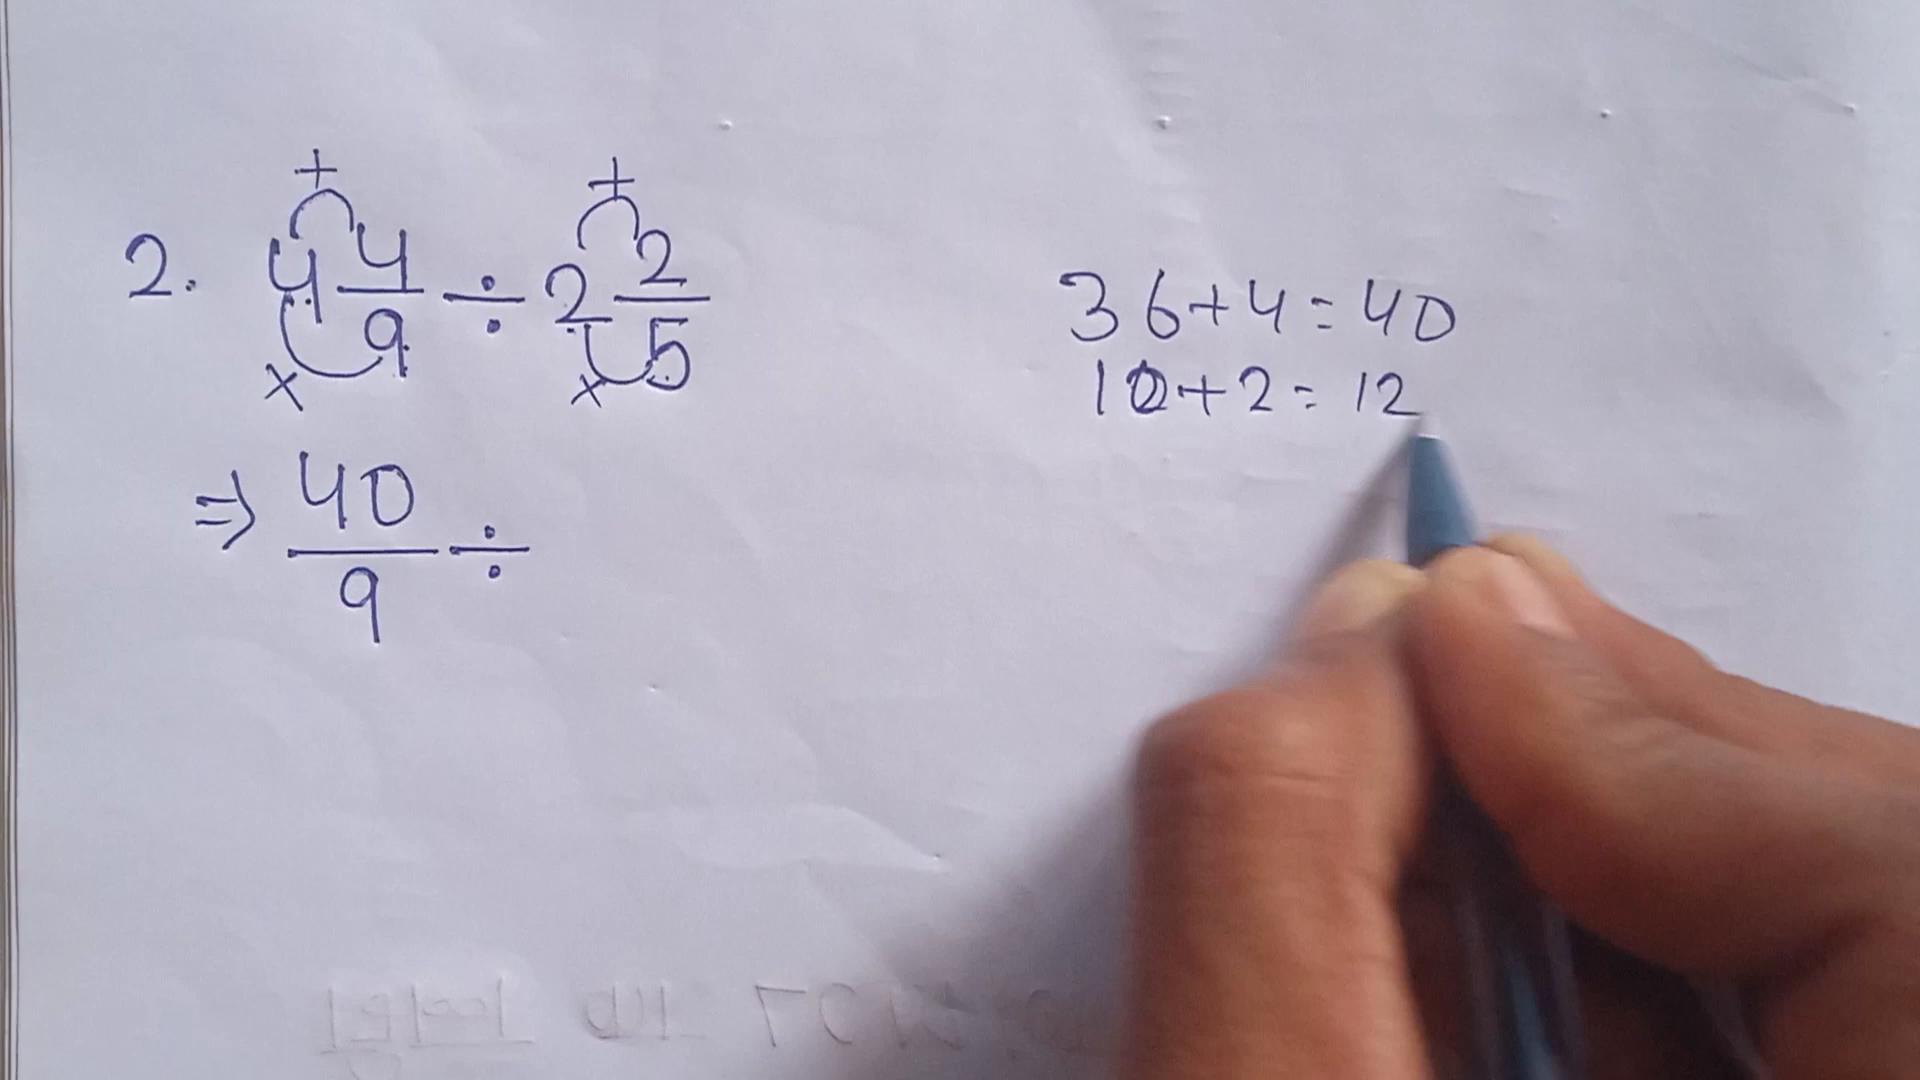 2. 4 4/9 ÷ 2 2/5
+ +
× ×
36+4=40
10+2=12
⇒ 40/9 ÷